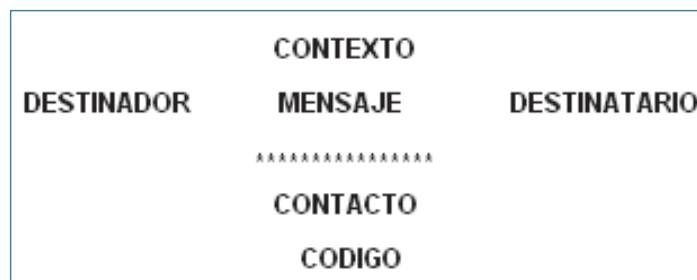 CONTEXTO
DESTINADOR MENSAJE DESTINATARIO
****************
CONTACTO
CODIGO